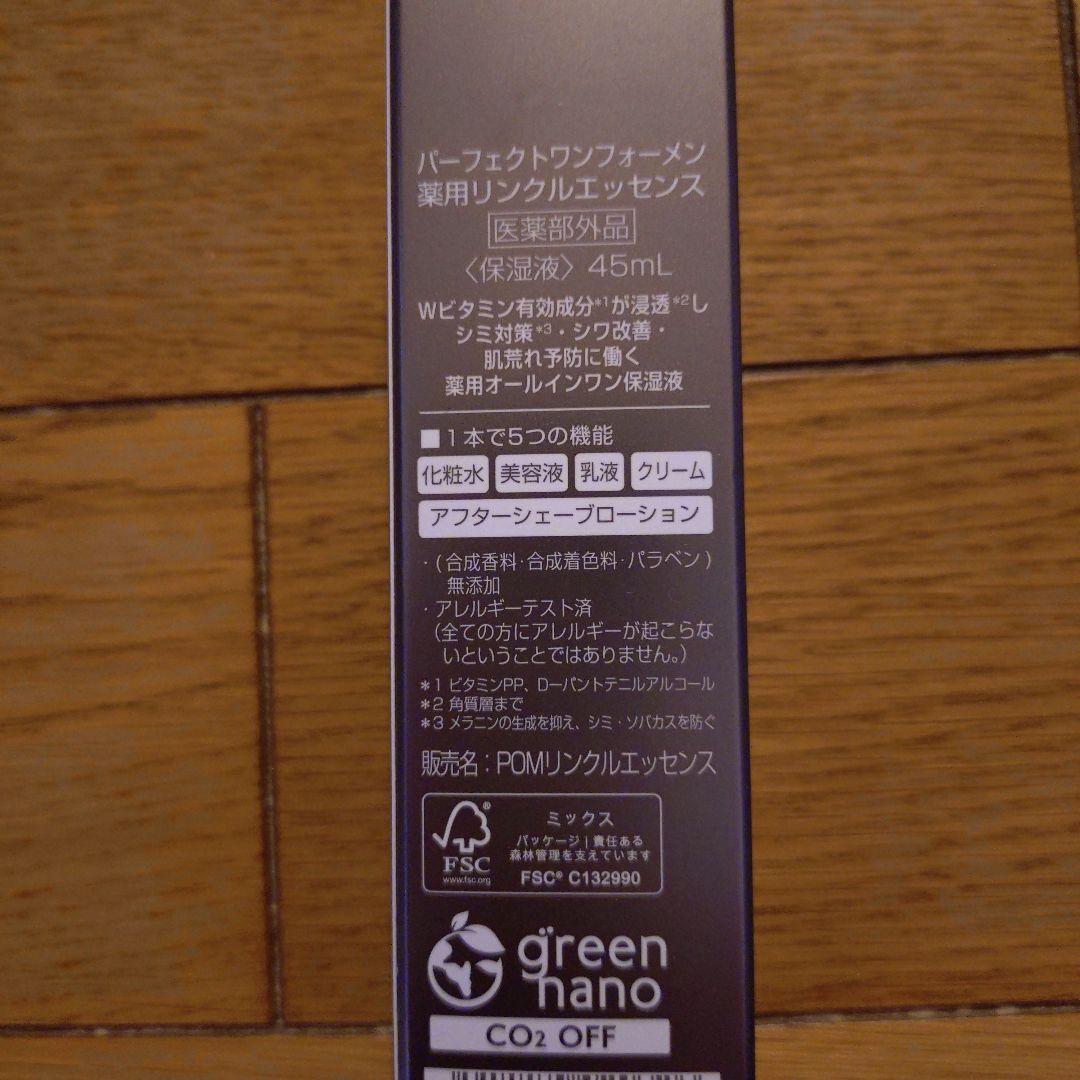 パーフェクトワンフォーメン
薬用リンクルエッセンス
医薬部外品
〈保湿液〉45mL
Wビタミン有効成分*1が浸透*2し
シミ対策*3・シワ改善・
肌荒れ予防に働く
薬用オールインワン保湿液
■1本で5つの機能
化粧水 美容液 乳液 クリーム
アフターシェーブローション
・(合成香料・合成着色料・パラベン)
無添加
・アレルギーテスト済
(全ての方にアレルギーが起こらな
いということではありません。)
*1 ビタミンPP、D-パントテニルアルコール
*2 角質層まで
*3 メラニンの生成を抑え、シミ・ソバカスを防ぐ
販売名:POMリンクルエッセンス
ミックス
パッケージ|責任ある
森林管理を支えています
FSC® C132990
FSC
www.fsc.org
green
nano
CO2 OFF